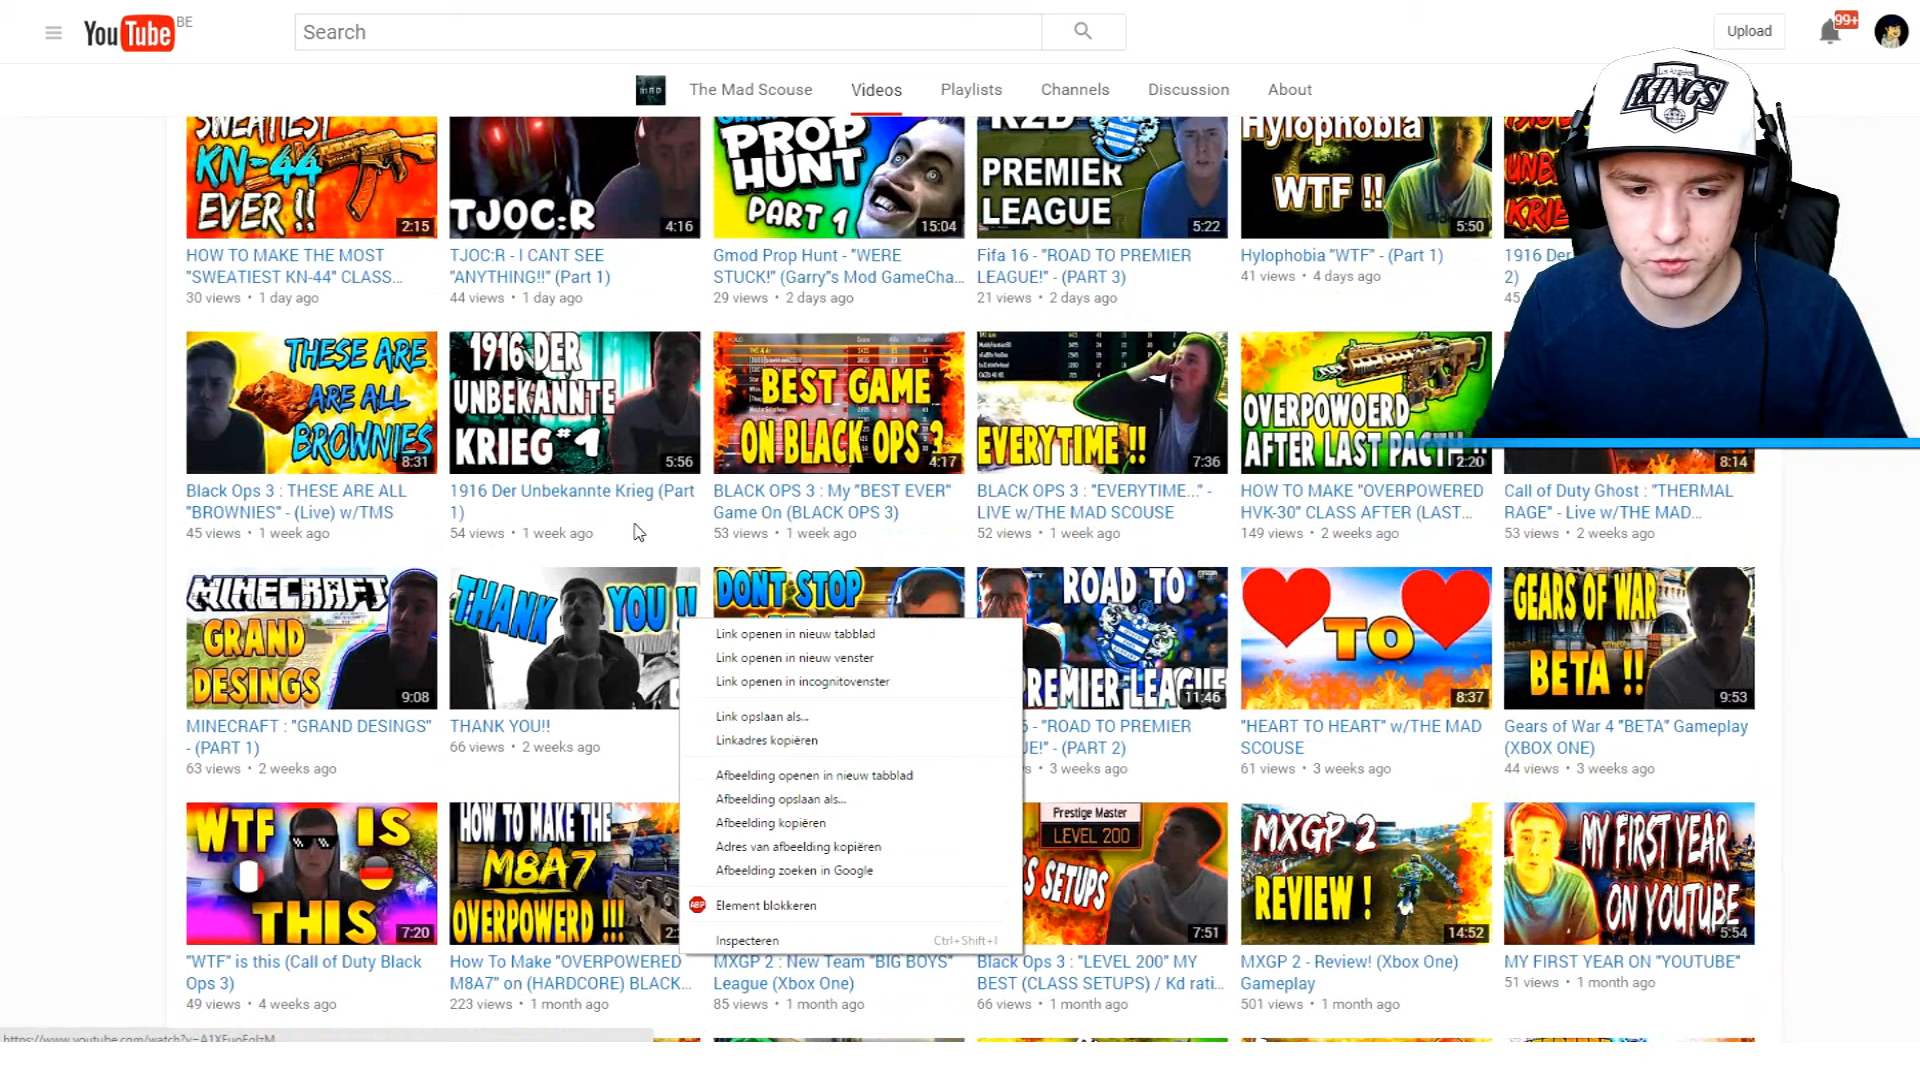 YouTube BE
Search
Upload
99+
The Mad Scouse
Videos
Playlists
Channels
Discussion
About
SWEATIEST
KN-44
EVER !!
2:15
TJOC:R
4:16
PROP
HUNT
PART 1
15:04
PREMIER
LEAGUE
5:22
Hylophobia
WTF !!
5:50
HOW TO MAKE THE MOST
"SWEATIEST KN-44" CLASS...
30 views • 1 day ago
TJOC:R - I CANT SEE
"ANYTHING!!" (Part 1)
44 views • 1 day ago
Gmod Prop Hunt - "WERE
STUCK!" (Garry"s Mod GameCha...
29 views • 2 days ago
Fifa 16 - "ROAD TO PREMIER
LEAGUE!" - (PART 3)
21 views • 2 days ago
Hylophobia "WTF" - (Part 1)
41 views • 4 days ago
1916 Der
2)
45
Los Angeles
KINGS
THESE ARE
ARE ALL
BROWNIES
8:31
1916 DER
UNBEKANNTE
KRIEG #1
5:56
BEST GAME
ON BLACK OPS 3
4:17
EVERYTIME !!
7:36
OVERPOWOERD
AFTER LAST PACTH !!
2:20
8:14
Black Ops 3 : THESE ARE ALL
"BROWNIES" - (Live) w/TMS
45 views • 1 week ago
1916 Der Unbekannte Krieg (Part
1)
54 views • 1 week ago
BLACK OPS 3 : My "BEST EVER"
Game On (BLACK OPS 3)
53 views • 1 week ago
BLACK OPS 3 : "EVERYTIME..." -
LIVE w/THE MAD SCOUSE
52 views • 1 week ago
HOW TO MAKE "OVERPOWERED
HVK-30" CLASS AFTER (LAST...
149 views • 2 weeks ago
Call of Duty Ghost : "THERMAL
RAGE" - Live w/THE MAD...
53 views • 2 weeks ago
MINECRAFT
GRAND
DESINGS
9:08
THANK YOU !!
DONT STOP
ROAD TO
PREMIER LEAGUE
11:46
TO
8:37
GEARS OF WAR
BETA !!
9:53
MINECRAFT : "GRAND DESINGS"
- (PART 1)
63 views • 2 weeks ago
THANK YOU!!
66 views • 2 weeks ago
6 - "ROAD TO PREMIER
UE!" - (PART 2)
s • 3 weeks ago
"HEART TO HEART" w/THE MAD
SCOUSE
61 views • 3 weeks ago
Gears of War 4 "BETA" Gameplay
(XBOX ONE)
44 views • 3 weeks ago
Link openen in nieuw tabblad
Link openen in nieuw venster
Link openen in incognitovenster
Link opslaan als...
Linkadres kopiëren
Afbeelding openen in nieuw tabblad
Afbeelding opslaan als...
Afbeelding kopiëren
Adres van afbeelding kopiëren
Afbeelding zoeken in Google
ABP Element blokkeren
Inspecteren Ctrl+Shift+I
WTF IS
THIS
7:20
HOW TO MAKE THE
M8A7
OVERPOWERD !!!
Prestige Master
LEVEL 200
S SETUPS
7:51
MXGP 2
REVIEW !
14:52
MY FIRST YEAR
ON YOUTUBE
5:54
"WTF" is this (Call of Duty Black
Ops 3)
49 views • 4 weeks ago
How To Make "OVERPOWERED
M8A7" on (HARDCORE) BLACK...
223 views • 1 month ago
MXGP 2 : New Team "BIG BOYS"
League (Xbox One)
85 views • 1 month ago
Black Ops 3 : "LEVEL 200" MY
BEST (CLASS SETUPS) / Kd rati...
66 views • 1 month ago
MXGP 2 - Review! (Xbox One)
Gameplay
501 views • 1 month ago
MY FIRST YEAR ON "YOUTUBE"
51 views • 1 month ago